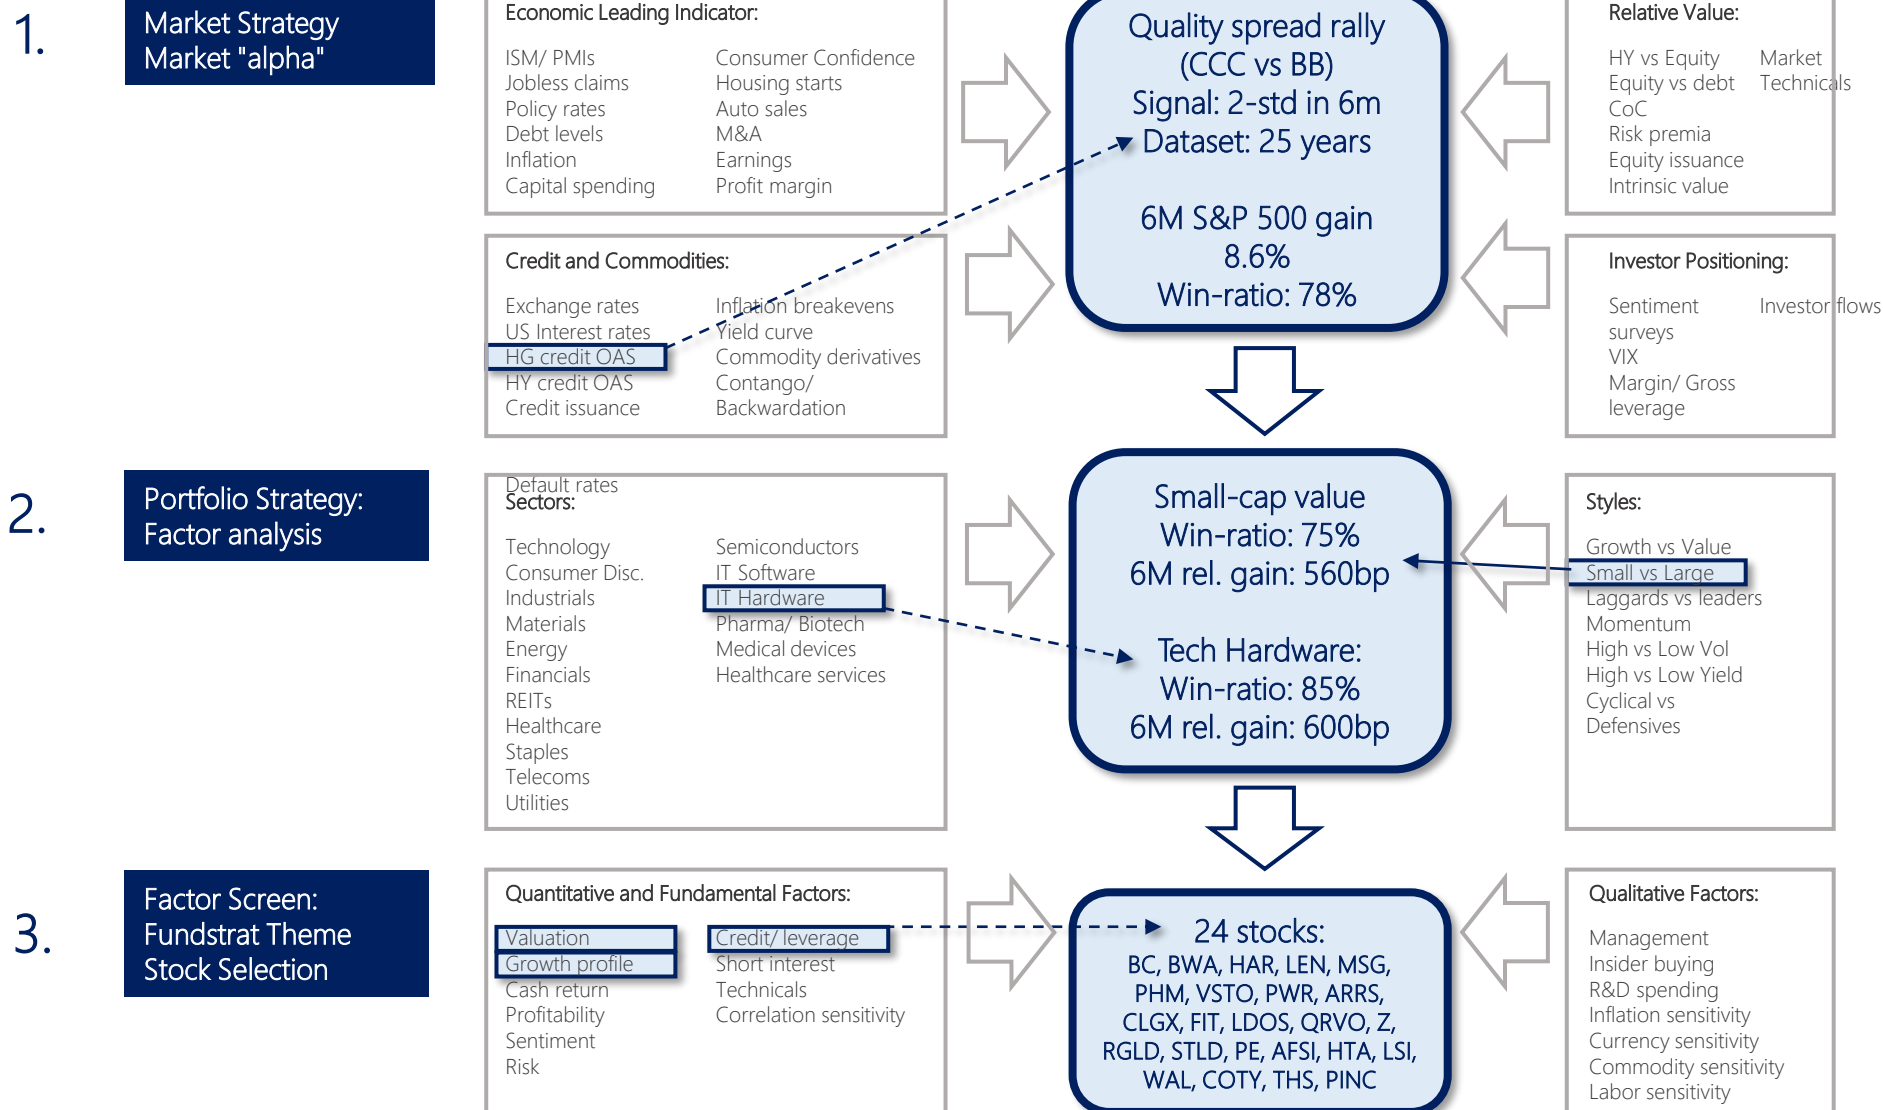 1.
Market Strategy
Market "alpha"
Economic Leading Indicator:
ISM/ PMIs
Jobless claims
Policy rates
Debt levels
Inflation
Capital spending
Consumer Confidence
Housing starts
Auto sales
M&A
Earnings
Profit margin
Quality spread rally
(CCC vs BB)
Signal: 2-std in 6m
Dataset: 25 years
6M S&P 500 gain
8.6%
Win-ratio: 78%
Relative Value:
HY vs Equity
Equity vs debt
CoC
Risk premia
Equity issuance
Intrinsic value
Market
Technicals
Credit and Commodities:
Exchange rates
US Interest rates
HG credit OAS
HY credit OAS
Credit issuance
Default rates
Inflation breakevens
Yield curve
Commodity derivatives
Contango/
Backwardation
Investor Positioning:
Sentiment
surveys
VIX
Margin/ Gross
leverage
Investor flows
2.
Portfolio Strategy:
Factor analysis
Sectors:
Technology
Consumer Disc.
Industrials
Materials
Energy
Financials
REITs
Healthcare
Staples
Telecoms
Utilities
Semiconductors
IT Software
IT Hardware
Pharma/ Biotech
Medical devices
Healthcare services
Small-cap value
Win-ratio: 75%
6M rel. gain: 560bp
Tech Hardware:
Win-ratio: 85%
6M rel. gain: 600bp
Styles:
Growth vs Value
Small vs Large
Laggards vs leaders
Momentum
High vs Low Vol
High vs Low Yield
Cyclical vs
Defensives
3.
Factor Screen:
Fundstrat Theme
Stock Selection
Quantitative and Fundamental Factors:
Valuation
Growth profile
Cash return
Profitability
Sentiment
Risk
Credit/ leverage
Short interest
Technicals
Correlation sensitivity
24 stocks:
BC, BWA, HAR, LEN, MSG,
PHM, VSTO, PWR, ARRS,
CLGX, FIT, LDOS, QRVO, Z,
RGLD, STLD, PE, AFSI, HTA, LSI,
WAL, COTY, THS, PINC
Qualitative Factors:
Management
Insider buying
R&D spending
Inflation sensitivity
Currency sensitivity
Commodity sensitivity
Labor sensitivity